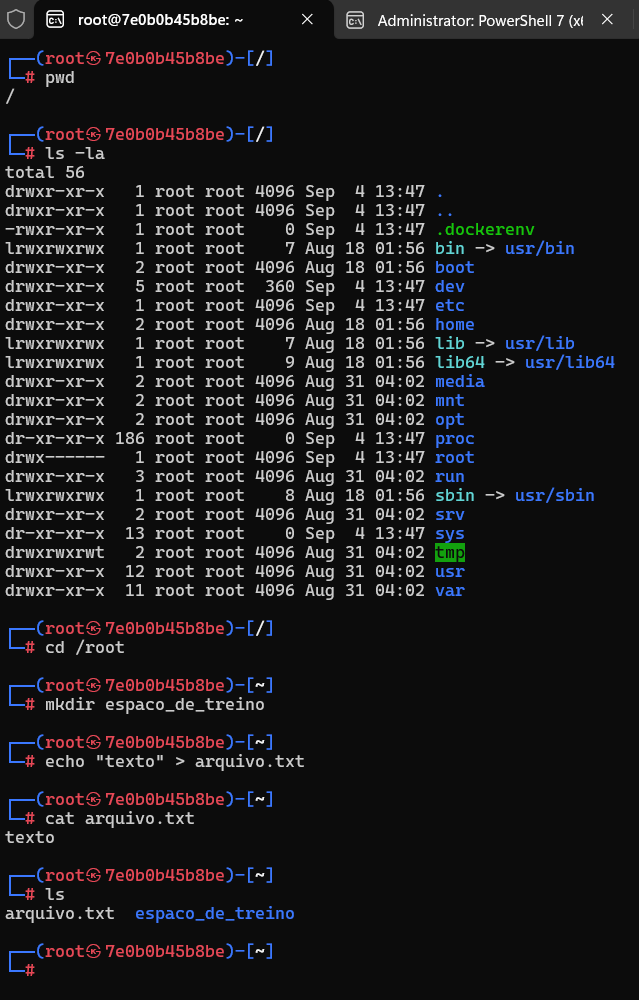 root@7e0b0b45b8be: ~
Administrator: PowerShell 7 (x6
┌──(root㉿7e0b0b45b8be)-[/]
└─# pwd
/
┌──(root㉿7e0b0b45b8be)-[/]
└─# ls -la
total 56
drwxr-xr-x   1 root root 4096 Sep  4 13:47 .
drwxr-xr-x   1 root root 4096 Sep  4 13:47 ..
-rwxr-xr-x   1 root root    0 Sep  4 13:47 .dockerenv
lrwxrwxrwx   1 root root    7 Aug 18 01:56 bin -> usr/bin
drwxr-xr-x   2 root root 4096 Aug 18 01:56 boot
drwxr-xr-x   5 root root  360 Sep  4 13:47 dev
drwxr-xr-x   1 root root 4096 Sep  4 13:47 etc
drwxr-xr-x   2 root root 4096 Aug 18 01:56 home
lrwxrwxrwx   1 root root    7 Aug 18 01:56 lib -> usr/lib
lrwxrwxrwx   1 root root    9 Aug 18 01:56 lib64 -> usr/lib64
drwxr-xr-x   2 root root 4096 Aug 31 04:02 media
drwxr-xr-x   2 root root 4096 Aug 31 04:02 mnt
drwxr-xr-x   2 root root 4096 Aug 31 04:02 opt
dr-xr-xr-x 186 root root    0 Sep  4 13:47 proc
drwx------   1 root root 4096 Sep  4 13:47 root
drwxr-xr-x   3 root root 4096 Aug 31 04:02 run
lrwxrwxrwx   1 root root    8 Aug 18 01:56 sbin -> usr/sbin
drwxr-xr-x   2 root root 4096 Aug 31 04:02 srv
dr-xr-xr-x  13 root root    0 Sep  4 13:47 sys
drwxrwxrwt   2 root root 4096 Aug 31 04:02 tmp
drwxr-xr-x  12 root root 4096 Aug 31 04:02 usr
drwxr-xr-x  11 root root 4096 Aug 31 04:02 var
┌──(root㉿7e0b0b45b8be)-[/]
└─# cd /root
┌──(root㉿7e0b0b45b8be)-[~]
└─# mkdir espaco_de_treino
┌──(root㉿7e0b0b45b8be)-[~]
└─# echo "texto" > arquivo.txt
┌──(root㉿7e0b0b45b8be)-[~]
└─# cat arquivo.txt
texto
┌──(root㉿7e0b0b45b8be)-[~]
└─# ls
arquivo.txt  espaco_de_treino
┌──(root㉿7e0b0b45b8be)-[~]
└─#